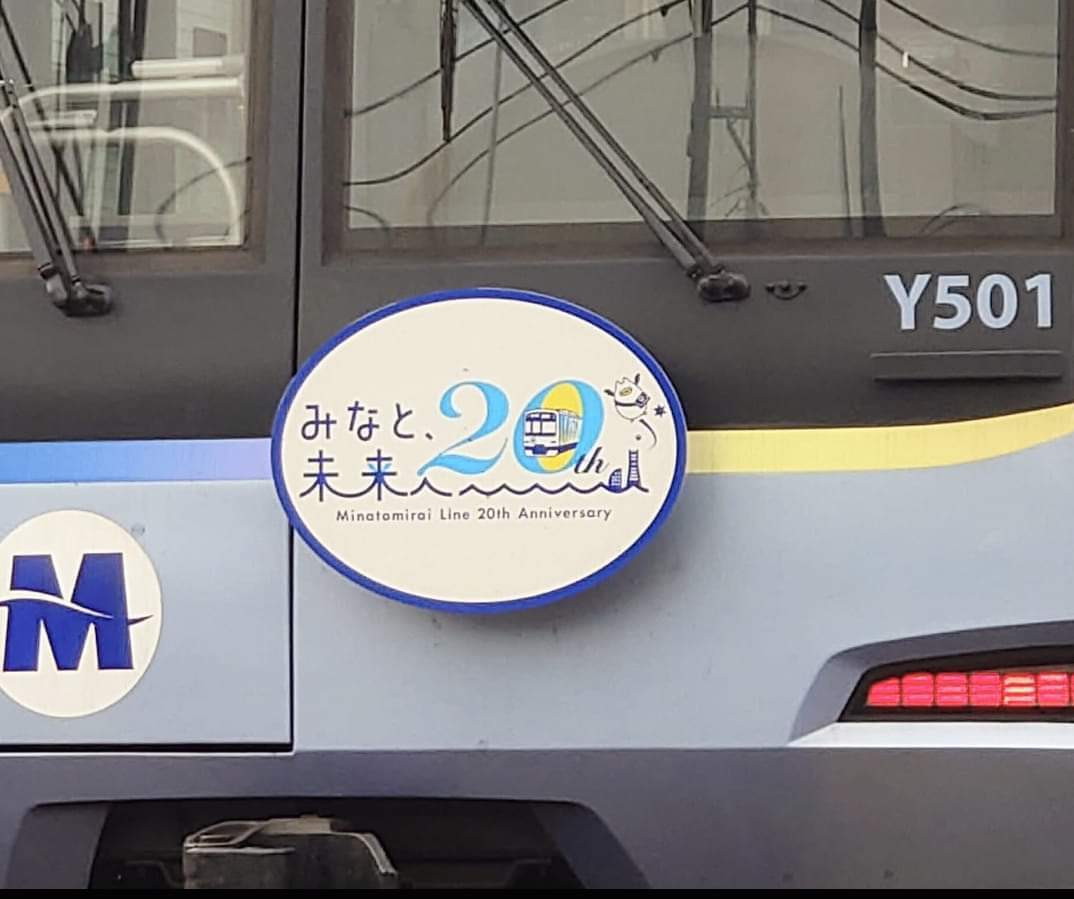 Y501
みなと、20th
未来へ
Minatomirai Line 20th Anniversary
M